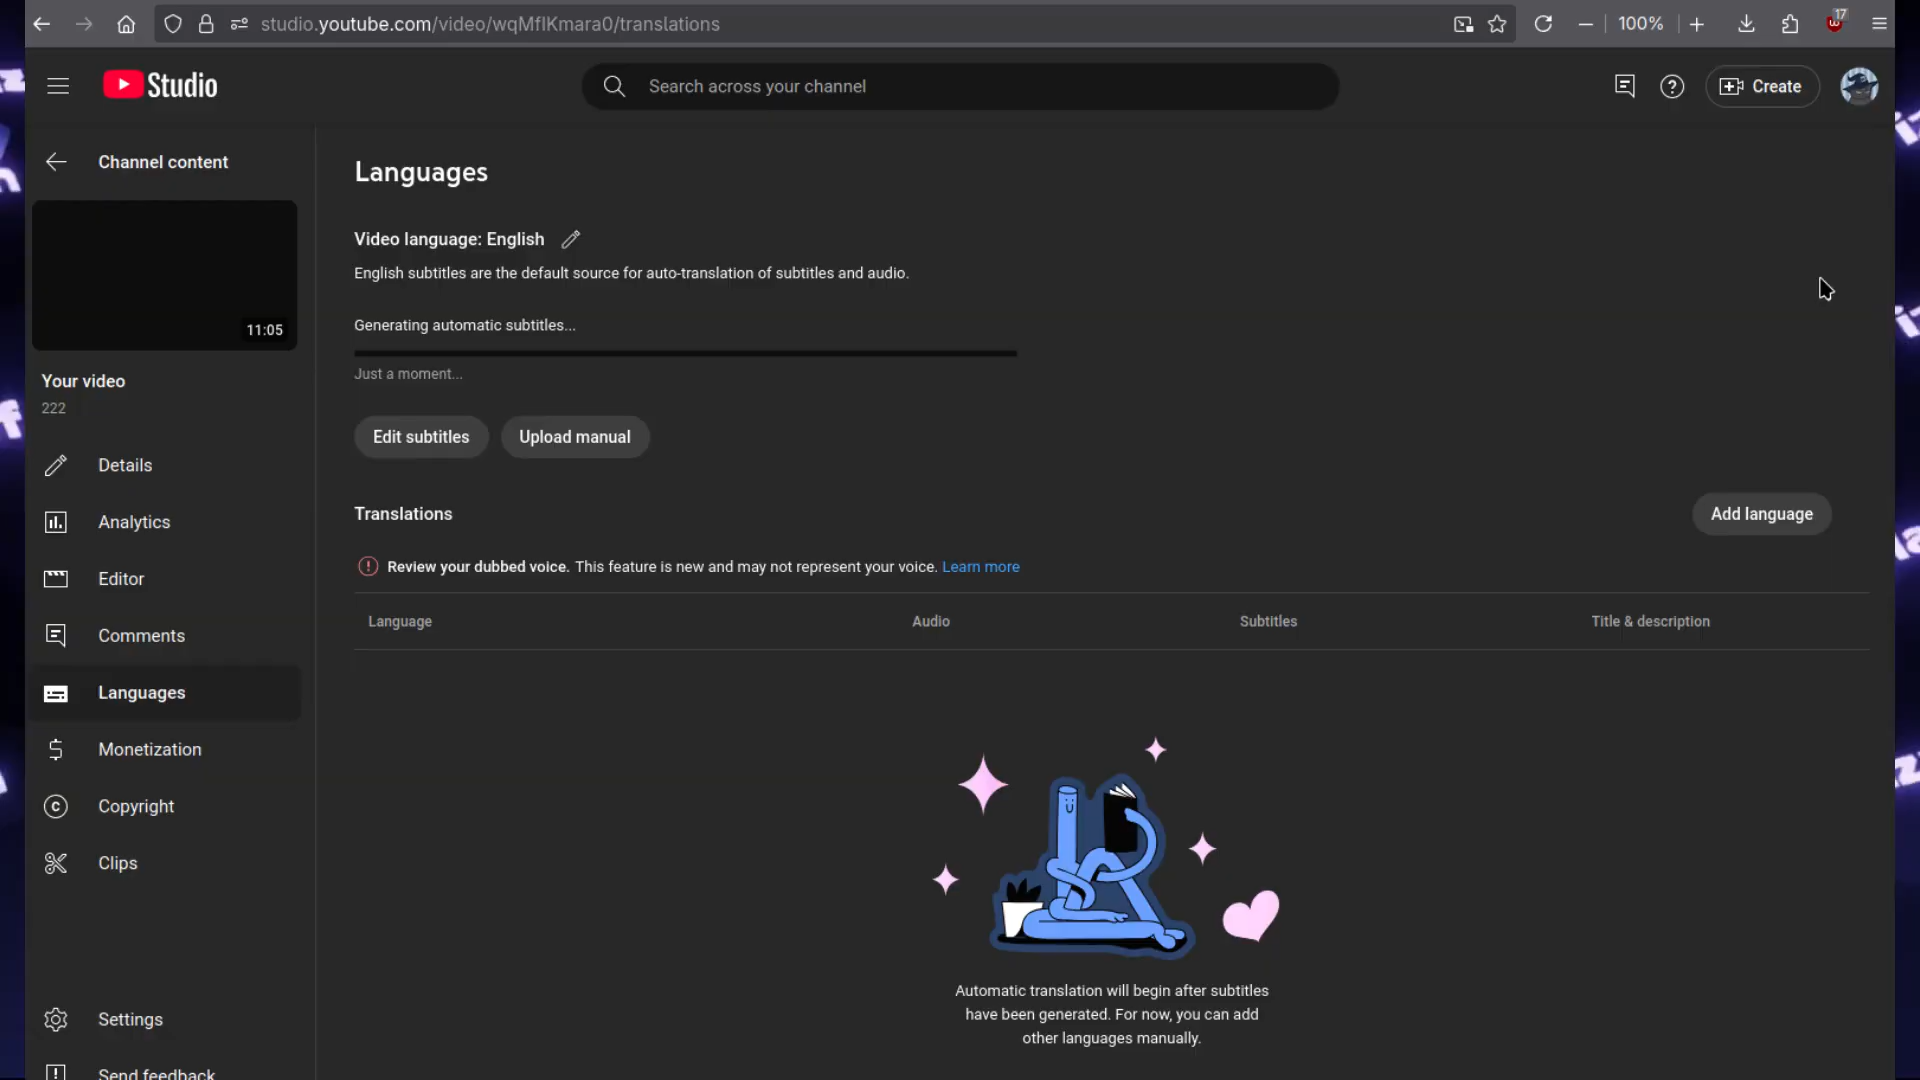 studio.youtube.com/video/wqMflKmara0/translations
100%
17
Studio
Search across your channel
Create
Channel content
11:05
Your video
222
Details
Analytics
Editor
Comments
Languages
Monetization
Copyright
Clips
Settings
Send feedback
Languages
Video language: English
English subtitles are the default source for auto-translation of subtitles and audio.
Generating automatic subtitles...
Just a moment...
Edit subtitles
Upload manual
Translations
Add language
Review your dubbed voice. This feature is new and may not represent your voice. Learn more
Language
Audio
Subtitles
Title & description
Automatic translation will begin after subtitles
have been generated. For now, you can add
other languages manually.